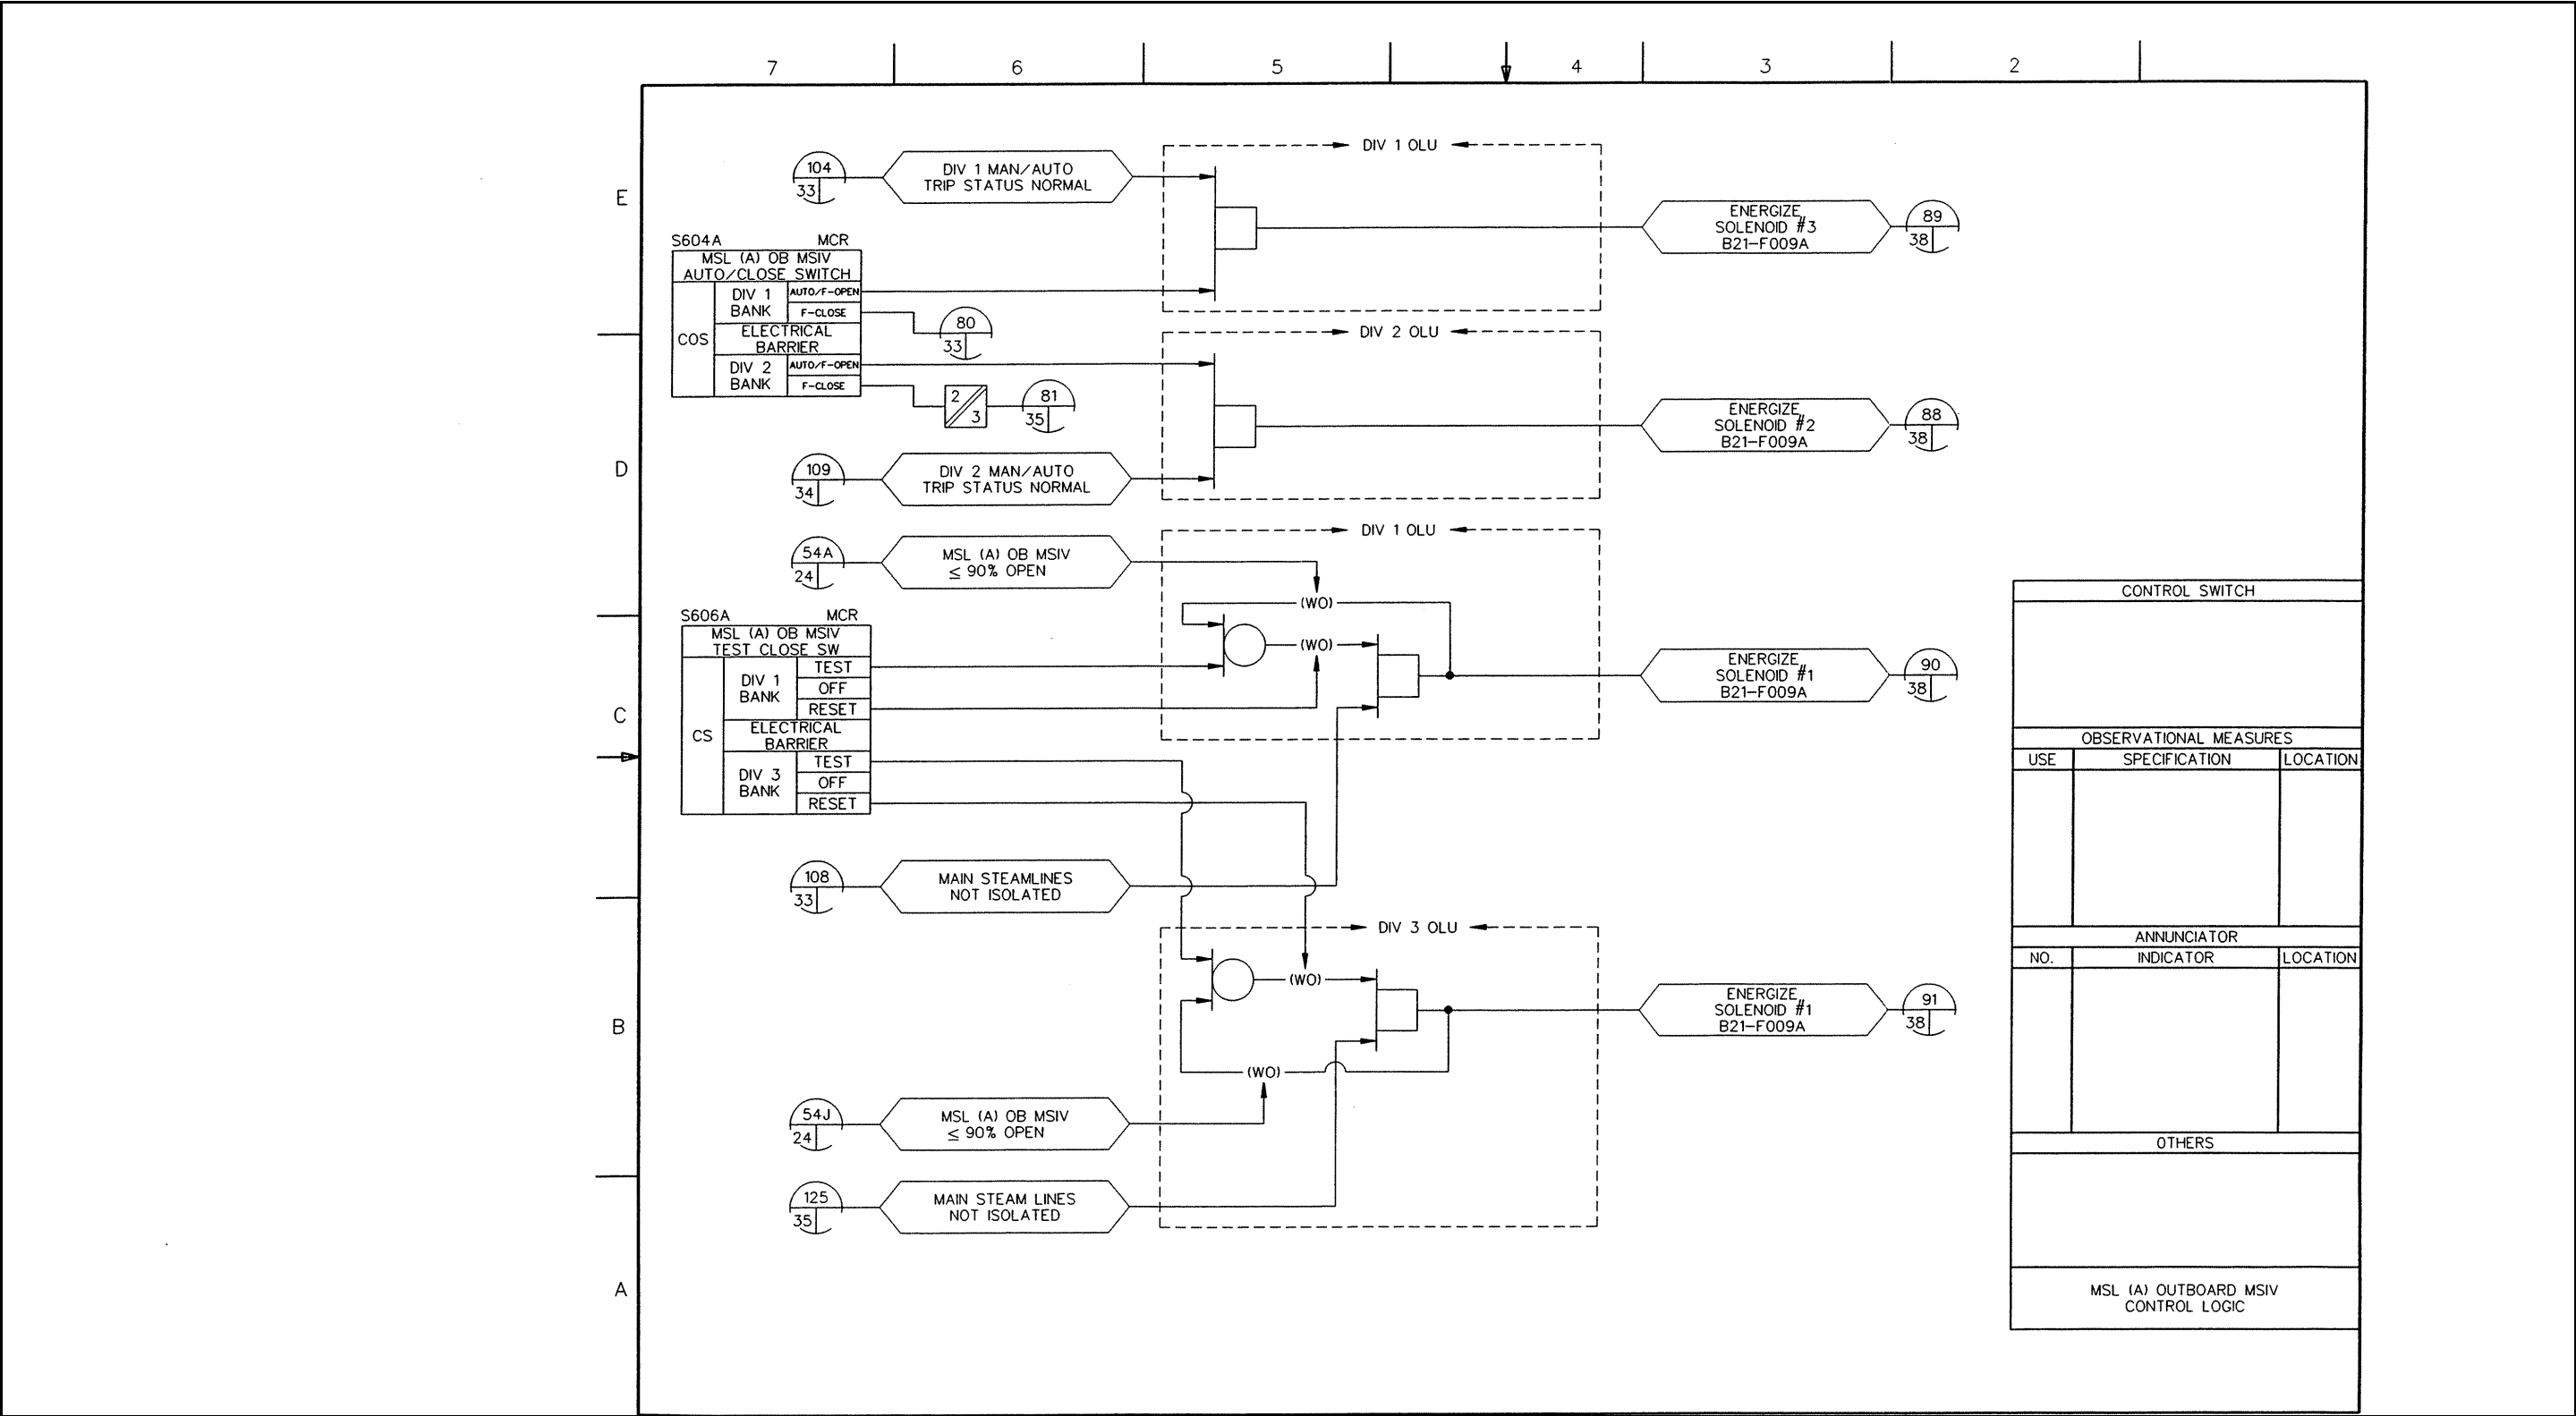 7 6 5 4 3 2
E
D
C
B
A
DIV 1 OLU
104
33
DIV 1 MAN/AUTO
TRIP STATUS NORMAL
ENERGIZE
SOLENOID #3
B21-F009A
89
38
S604A MCR
MSL (A) OB MSIV
AUTO/CLOSE SWITCH
COS
DIV 1
BANK
AUTO/F-OPEN
F-CLOSE
ELECTRICAL
BARRIER
DIV 2
BANK
AUTO/F-OPEN
F-CLOSE
80
33
2
3
81
35
DIV 2 OLU
ENERGIZE
SOLENOID #2
B21-F009A
88
38
109
34
DIV 2 MAN/AUTO
TRIP STATUS NORMAL
DIV 1 OLU
54A
24
MSL (A) OB MSIV
≤ 90% OPEN
(WO)
(WO)
S606A MCR
MSL (A) OB MSIV
TEST CLOSE SW
CS
DIV 1
BANK
TEST
OFF
RESET
ELECTRICAL
BARRIER
DIV 3
BANK
TEST
OFF
RESET
ENERGIZE
SOLENOID #1
B21-F009A
90
38
108
33
MAIN STEAMLINES
NOT ISOLATED
DIV 3 OLU
(WO)
(WO)
ENERGIZE
SOLENOID #1
B21-F009A
91
38
54J
24
MSL (A) OB MSIV
≤ 90% OPEN
125
35
MAIN STEAM LINES
NOT ISOLATED
CONTROL SWITCH
OBSERVATIONAL MEASURES
USE SPECIFICATION LOCATION
ANNUNCIATOR
NO. INDICATOR LOCATION
OTHERS
MSL (A) OUTBOARD MSIV
CONTROL LOGIC